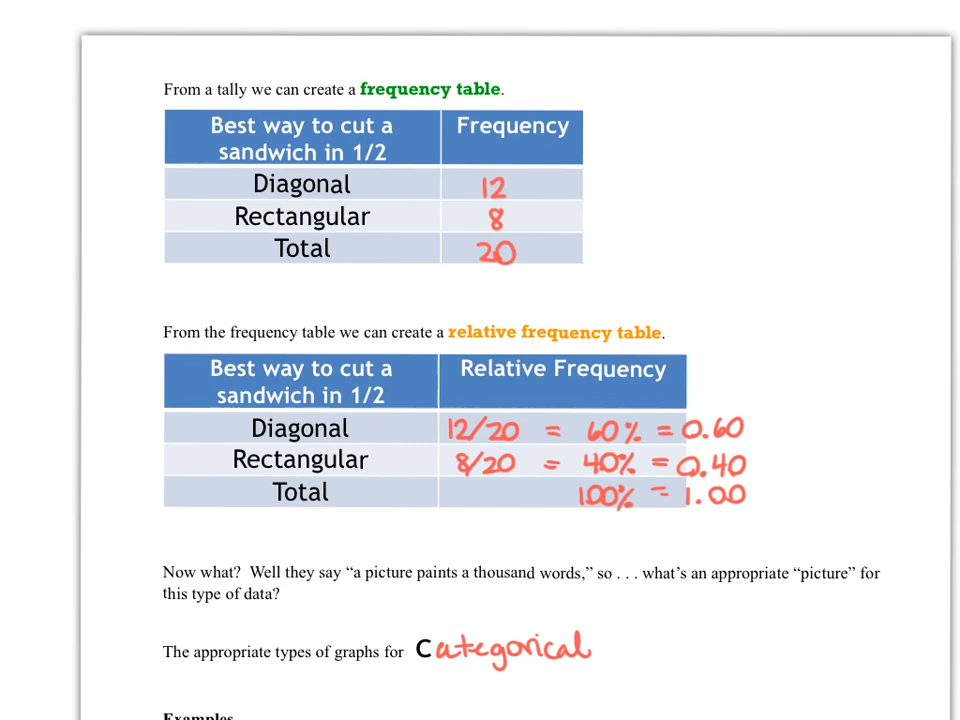 From a tally we can create a frequency table.
Best way to cut a Frequency
sandwich in 1/2
Diagonal 12
Rectangular 8
Total 20
From the frequency table we can create a relative frequency table.
Best way to cut a Relative Frequency
sandwich in 1/2
Diagonal 12/20 = 60% = 0.60
Rectangular 8/20 = 40% = 0.40
Total 100% = 1.00
Now what? Well they say “a picture paints a thousand words,” so . . . what’s an appropriate “picture” for
this type of data?
The appropriate types of graphs for Categorical
Examples